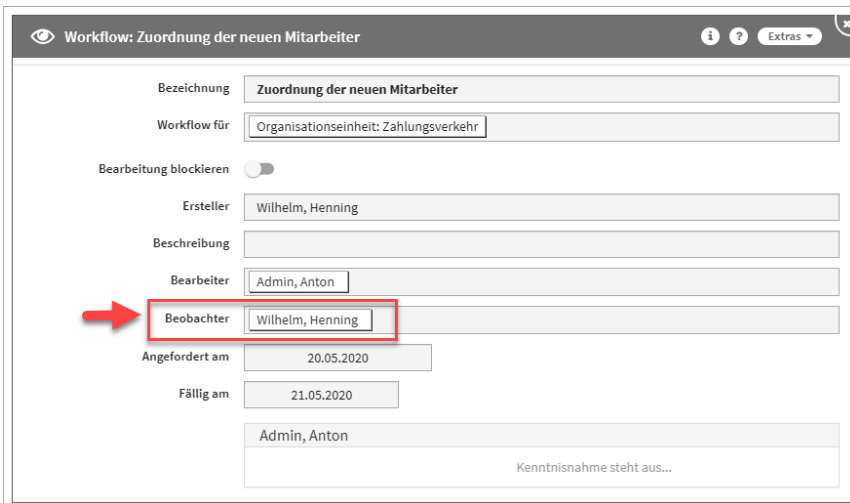 Workflow: Zuordnung der neuen Mitarbeiter i ? Extras
Bezeichnung Zuordnung der neuen Mitarbeiter
Workflow für Organisationseinheit: Zahlungsverkehr
Bearbeitung blockieren
Ersteller Wilhelm, Henning
Beschreibung
Bearbeiter Admin, Anton
Beobachter Wilhelm, Henning
Angefordert am 20.05.2020
Fällig am 21.05.2020
Admin, Anton
Kenntnisnahme steht aus...